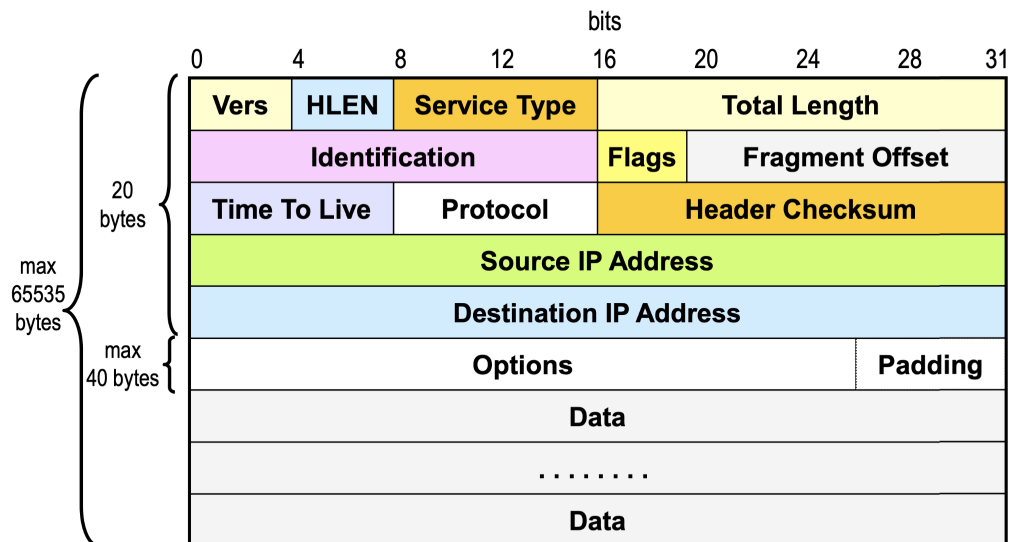 bits
0 4 8 12 16 20 24 28 31
Vers HLEN Service Type Total Length
Identification Flags Fragment Offset
20
bytes
Time To Live Protocol Header Checksum
Source IP Address
max
65535
bytes
Destination IP Address
max
40 bytes
Options Padding
Data
. . . . . . . .
Data